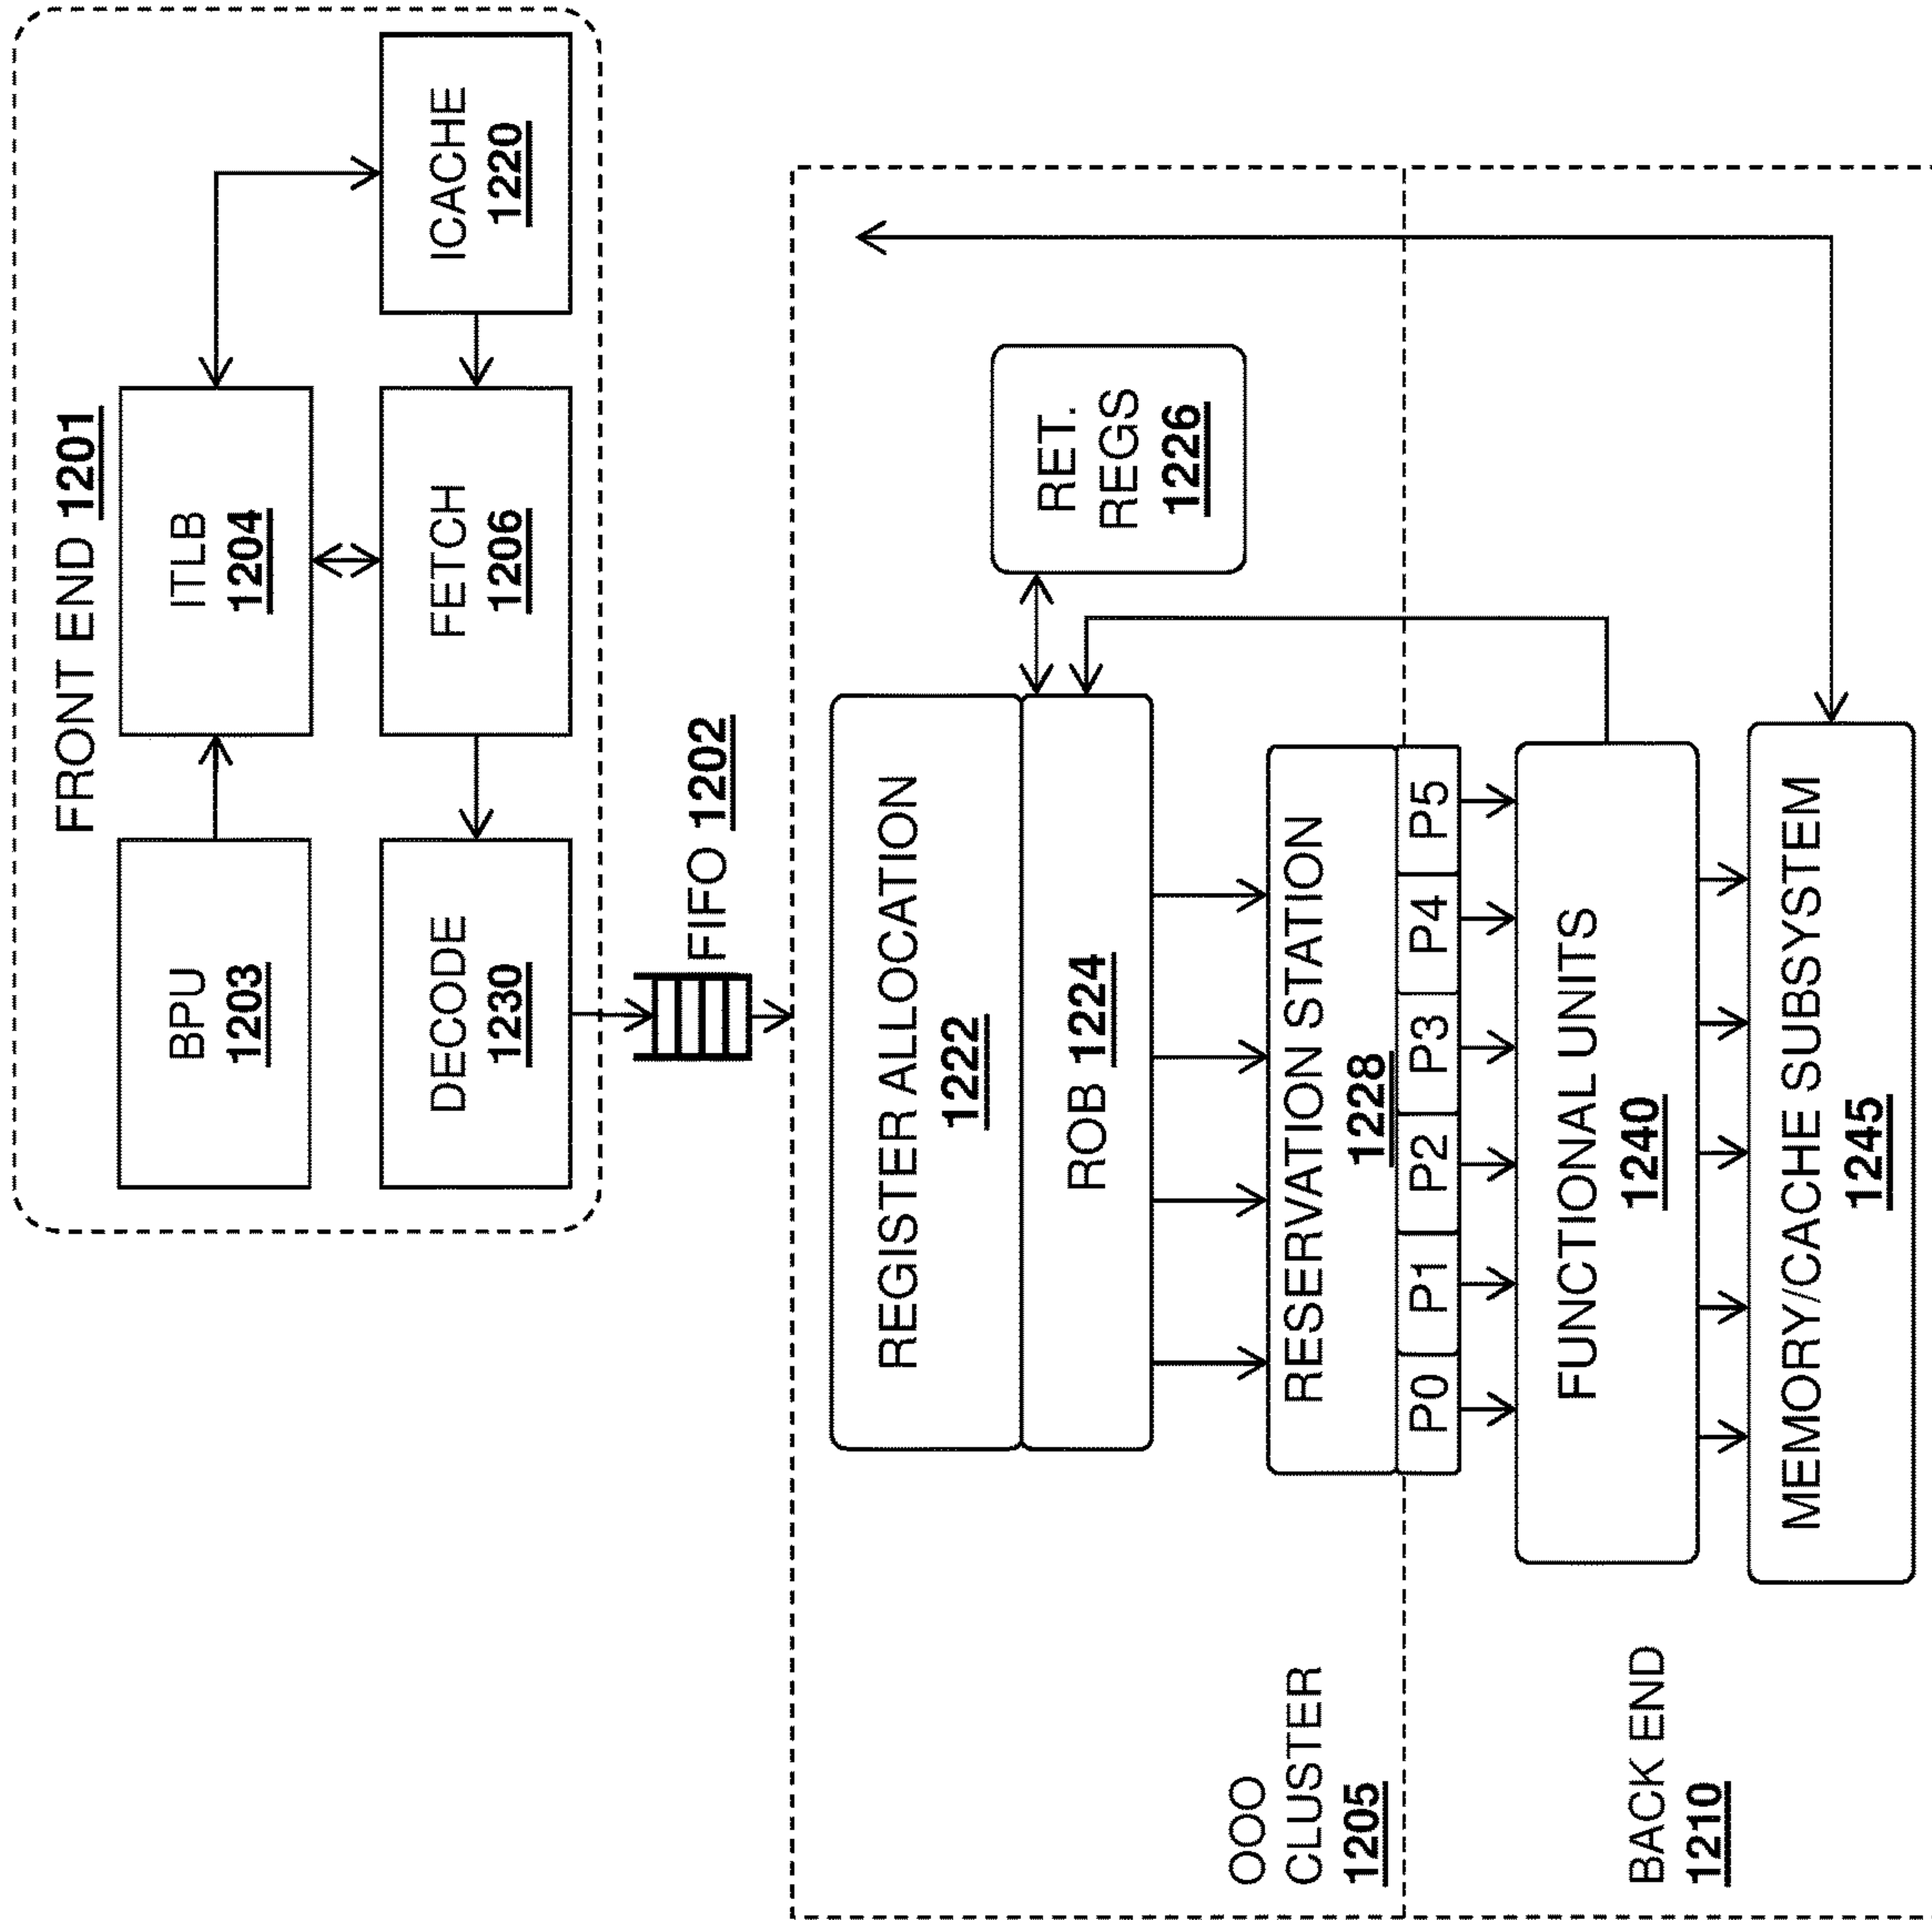 FRONT END 1201
BPU
1203
ITLB
1204
DECODE
1230
FETCH
1206
ICACHE
1220
FIFO 1202
REGISTER ALLOCATION
1222
ROB 1224
RET.
REGS
1226
RESERVATION STATION
1228
P0 P1 P2 P3 P4 P5
OOO
CLUSTER
1205
FUNCTIONAL UNITS
1240
BACK END
1210
MEMORY/CACHE SUBSYSTEM
1245